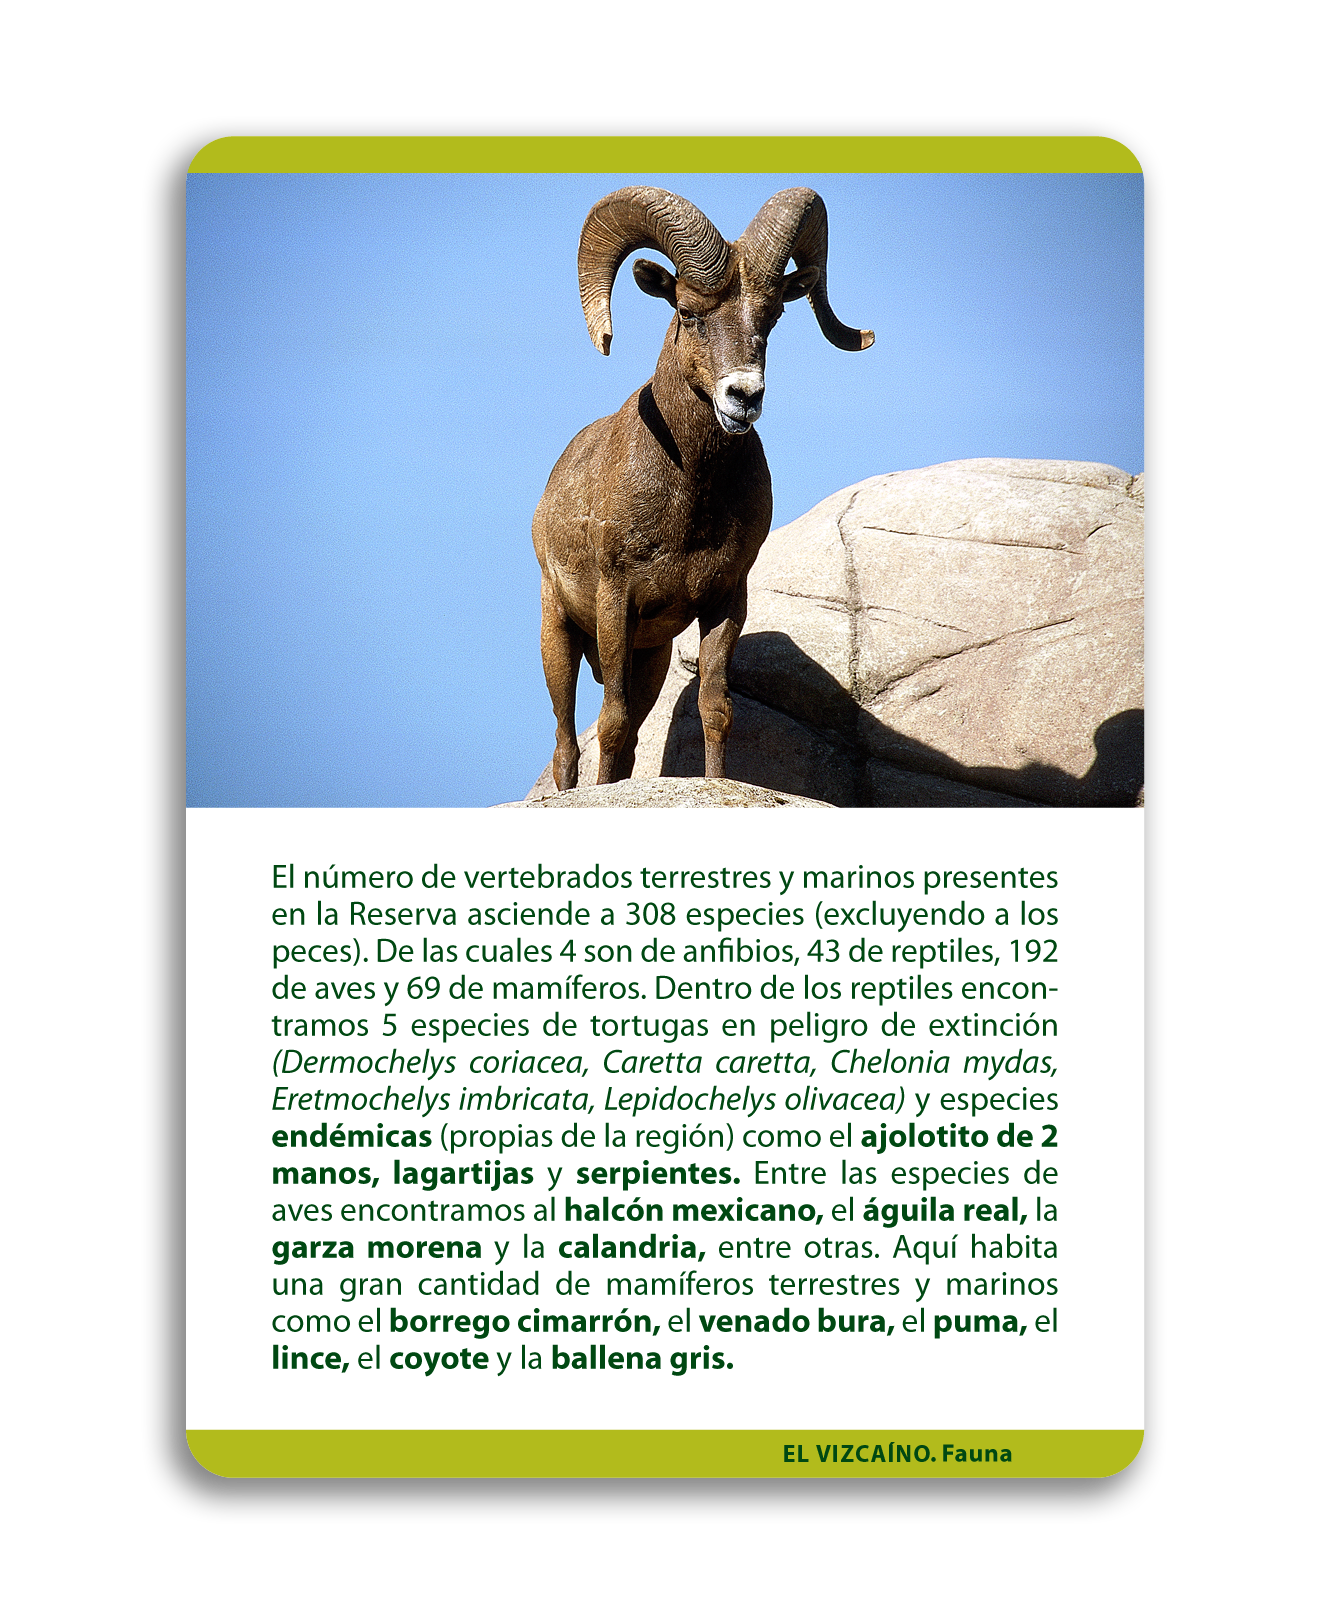 El número de vertebrados terrestres y marinos presentes
en la Reserva asciende a 308 especies (excluyendo a los
peces). De las cuales 4 son de anfibios, 43 de reptiles, 192
de aves y 69 de mamíferos. Dentro de los reptiles encon-
tramos 5 especies de tortugas en peligro de extinción
(Dermochelys coriacea, Caretta caretta, Chelonia mydas,
Eretmochelys imbricata, Lepidochelys olivacea) y especies
endémicas (propias de la región) como el ajolotito de 2
manos, lagartijas y serpientes. Entre las especies de
aves encontramos al halcón mexicano, el águila real, la
garza morena y la calandria, entre otras. Aquí habita
una gran cantidad de mamíferos terrestres y marinos
como el borrego cimarrón, el venado bura, el puma, el
lince, el coyote y la ballena gris.
EL VIZCAÍNO. Fauna